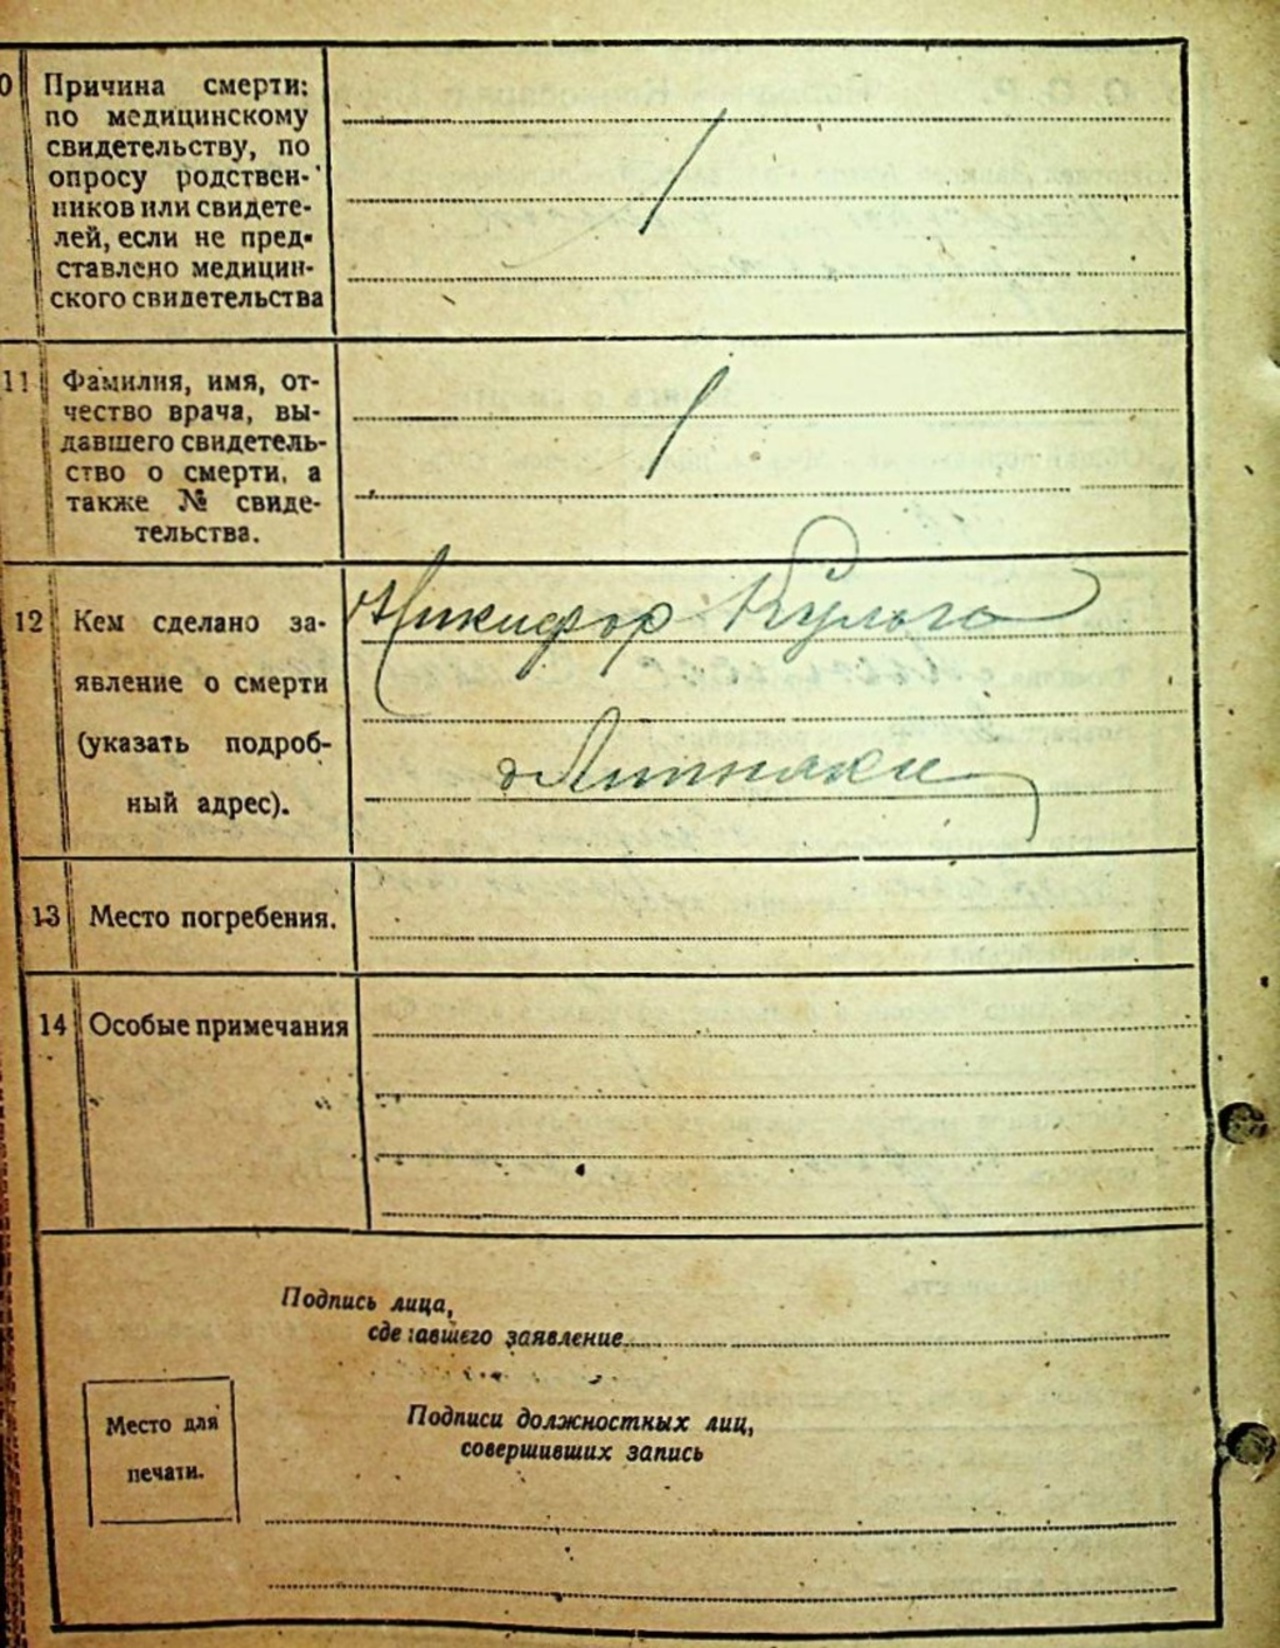 0 Причина смерти:
по медицинскому
свидетельству, по
опросу родствен-
ников или свидете-
лей, если не пред-
ставлено медицин-
ского свидетельства
11 Фамилия, имя, от-
чество врача, вы-
давшего свидетель-
ство о смерти, а
также № свиде-
тельства.
12 Кем сделано за-
явление о смерти
(указать подроб-
ный адрес).
Никифор Кульга
д Липняки
13 Место погребения.
14 Особые примечания
Подпись лица,
сделавшего заявление
Место для
печати.
Подписи должностных лиц,
совершивших запись